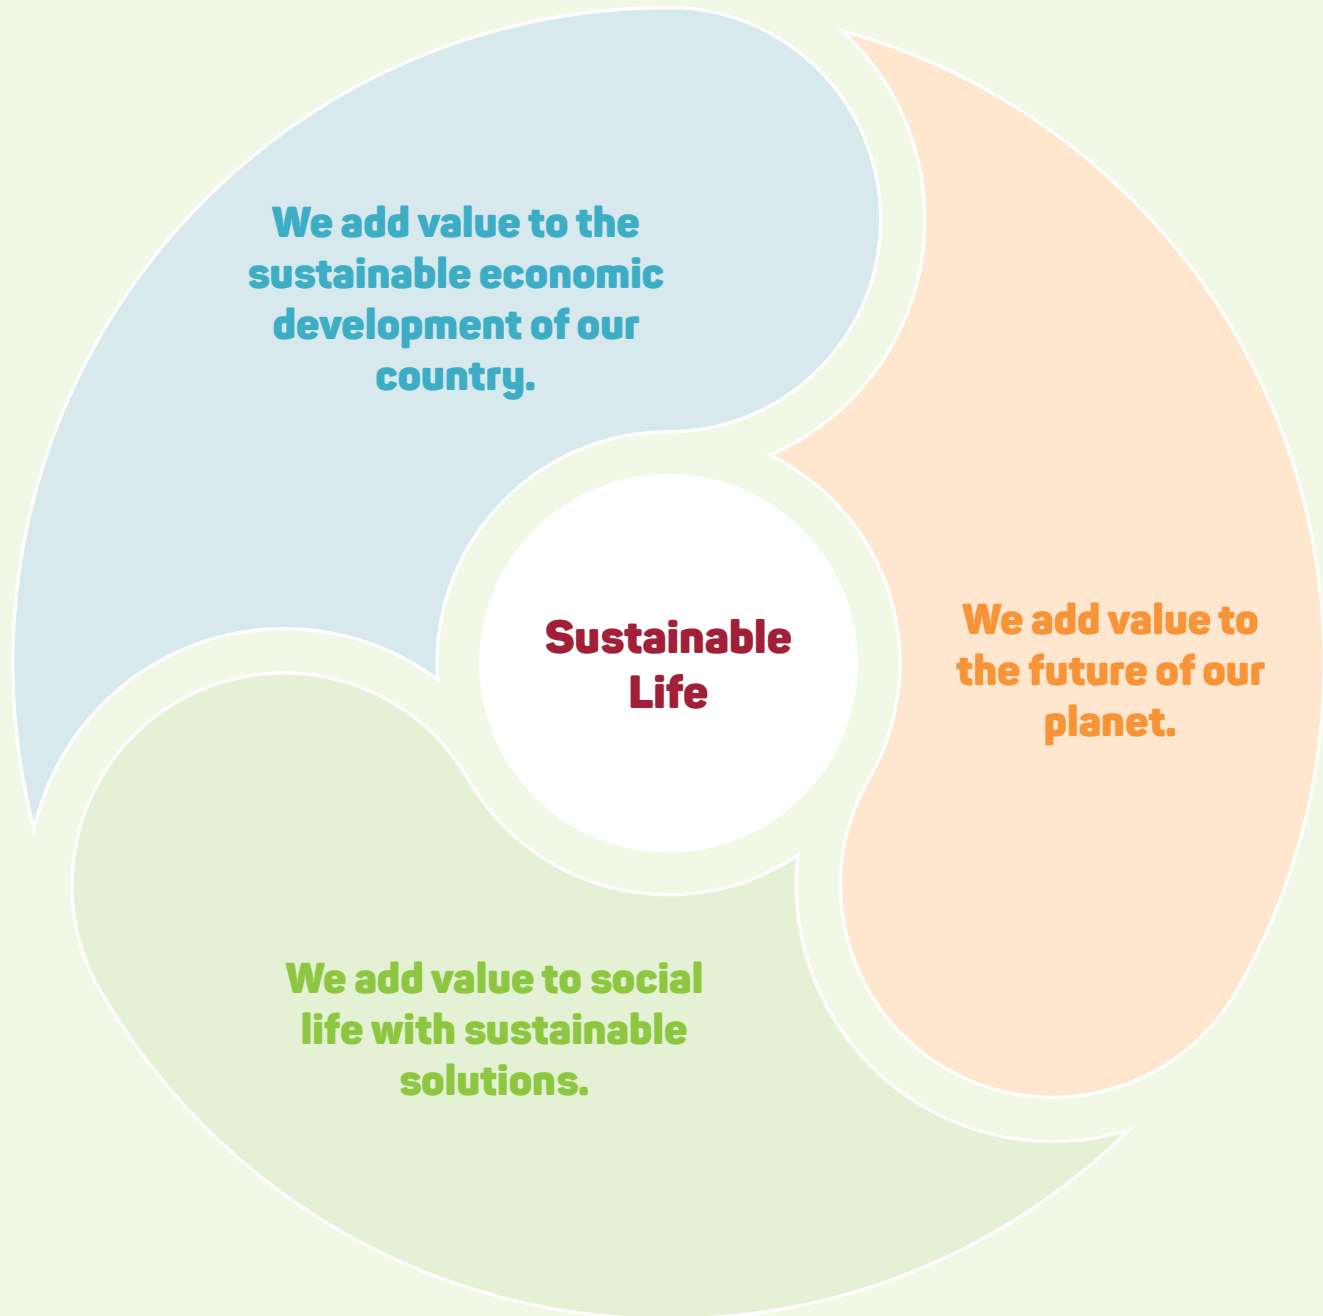 We add value to the
sustainable economic
development of our
country.
Sustainable
Life
We add value to
the future of our
planet.
We add value to social
life with sustainable
solutions.